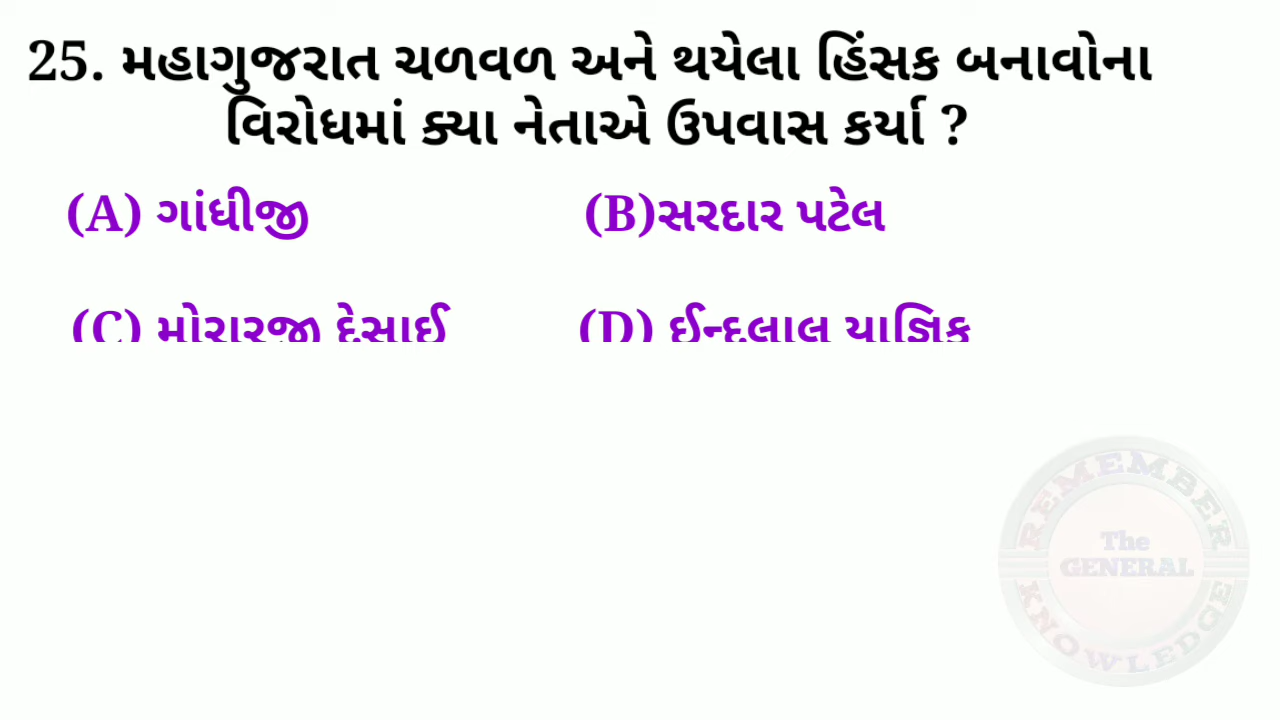 25. મહાગુજરાત ચળવળ અને થયેલા હિંસક બનાવોના
વિરોધમાં ક્યા નેતાએ ઉપવાસ કર્યા ?
(A) ગાંધીજી (B)સરદાર પટેલ
(C) મોરારજી દેસાઈ (D) ઈન્દુલાલ યાજ્ઞિક
REMEMBER
The
GENERAL
KNOWLEDGE